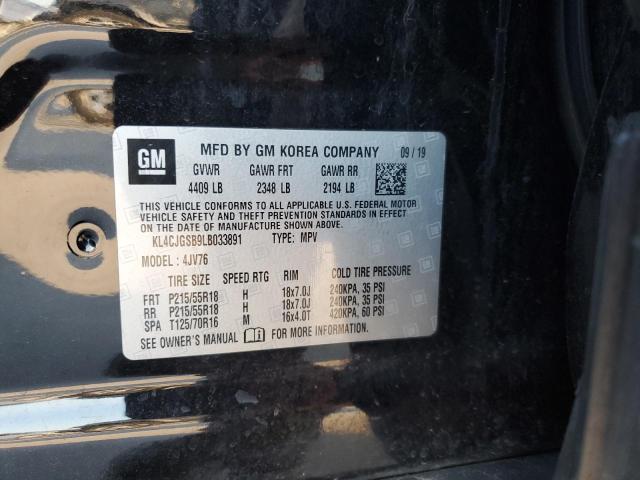 GM MFD BY GM KOREA COMPANY 09 / 19
GVWR GAWR FRT GAWR RR
4409 LB 2348 LB 2194 LB
THIS VEHICLE CONFORMS TO ALL APPLICABLE U.S. FEDERAL MOTOR
VEHICLE SAFETY AND THEFT PREVENTION STANDARDS IN EFFECT
ON THE DATE OF MANUFACTURE SHOWN ABOVE.
KL4CJGSB9LB033891 TYPE: MPV
MODEL : 4JV76
TIRE SIZE SPEED RTG RIM COLD TIRE PRESSURE
FRT P215/55R18 H 18x7.0J 240KPA, 35 PSI
RR P215/55R18 H 18x7.0J 240KPA, 35 PSI
SPA T125/70R16 M 16x4.0T 420KPA, 60 PSI
SEE OWNER'S MANUAL FOR MORE INFORMATION.